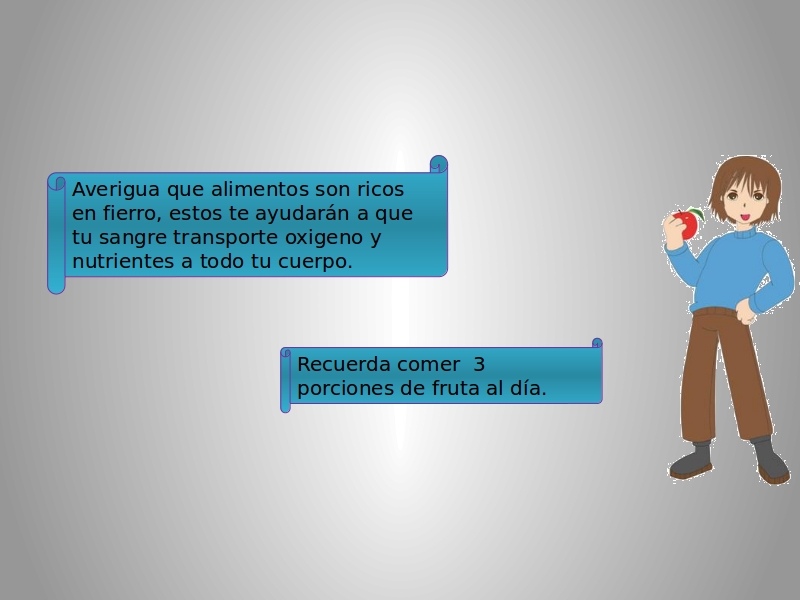 Averigua que alimentos son ricos
en fierro, estos te ayudarán a que
tu sangre transporte oxigeno y
nutrientes a todo tu cuerpo.
Recuerda comer  3
porciones de fruta al día.